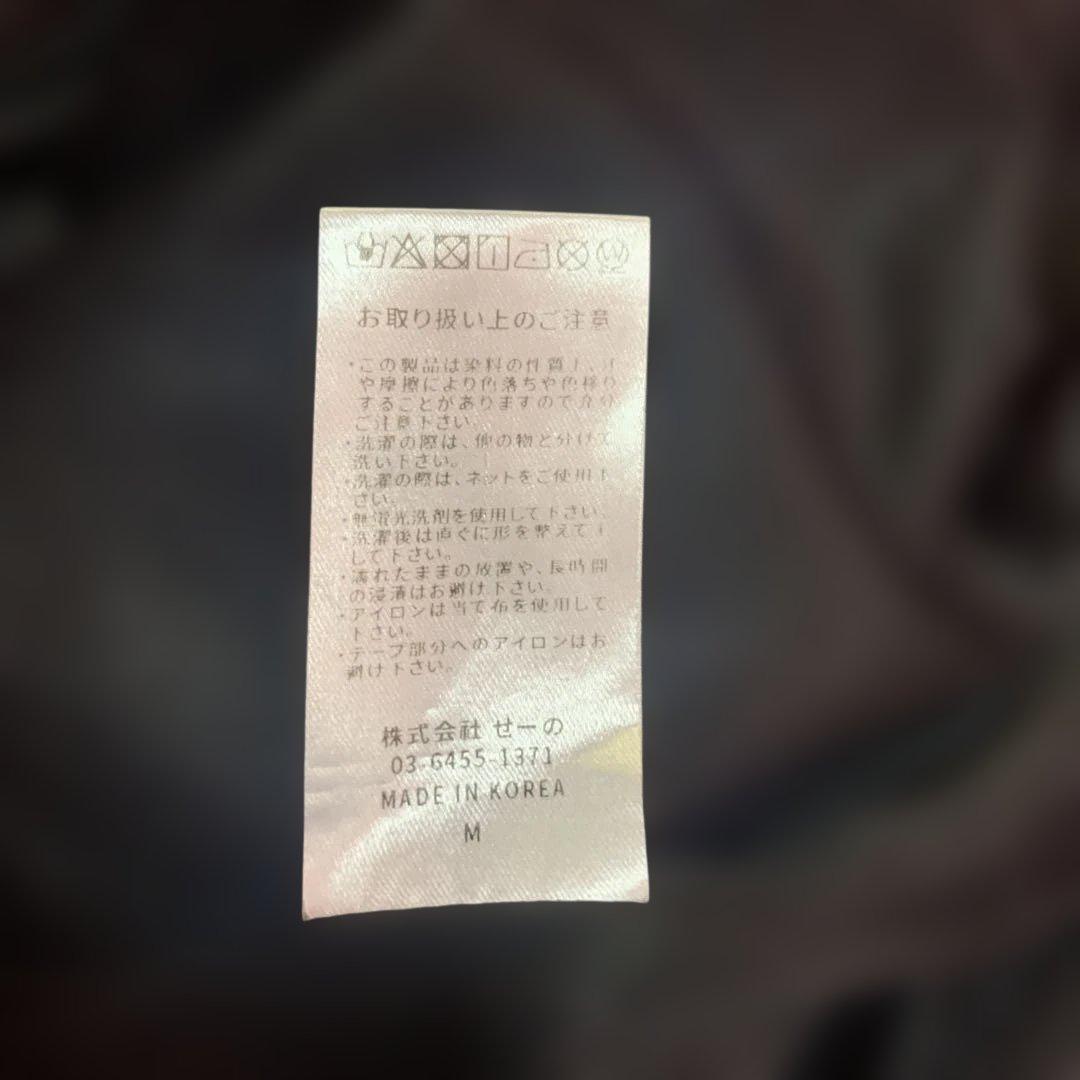 お取り扱い上のご注意
・この製品は染料の性質上、汗
や摩擦により色落ちや色移り
することがありますので充分
ご注意下さい。
・洗濯の際は、他の物と分けて
洗い下さい。
・洗濯の際は、ネットをご使用下
さい。
・無蛍光洗剤を使用して下さい。
・洗濯後は直ぐに形を整えて干
して下さい。
・濡れたままの放置や、長時間
の浸漬はお避け下さい。
・アイロンは当て布を使用して
下さい。
・テープ部分へのアイロンはお
避け下さい。
株式会社 せーの
03-6455-1371
MADE IN KOREA
M